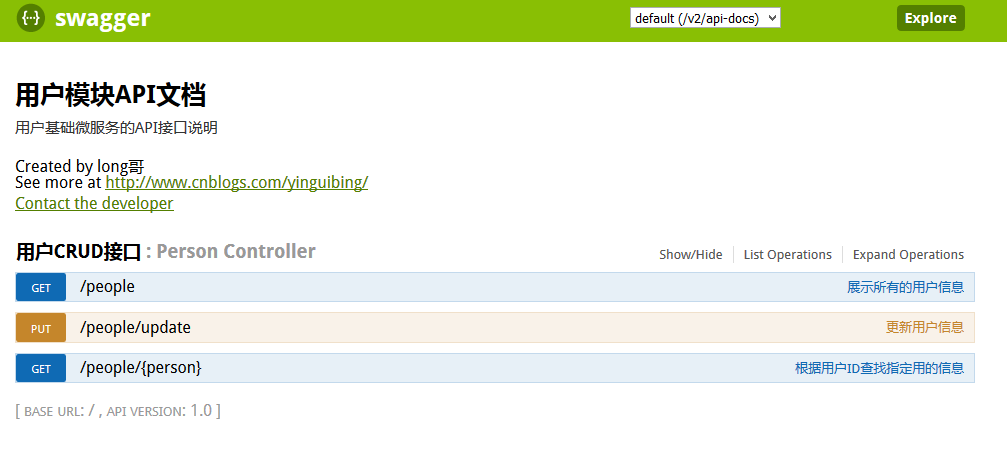 {···} swagger default (/v2/api-docs) Explore
用户模块API文档
用户基础微服务的API接口说明
Created by long哥
See more at http://www.cnblogs.com/yinguibing/
Contact the developer
用户CRUD接口 : Person Controller Show/Hide List Operations Expand Operations
GET /people 展示所有的用户信息
PUT /people/update 更新用户信息
GET /people/{person} 根据用户ID查找指定用的信息
[ BASE URL: / , API VERSION: 1.0 ]